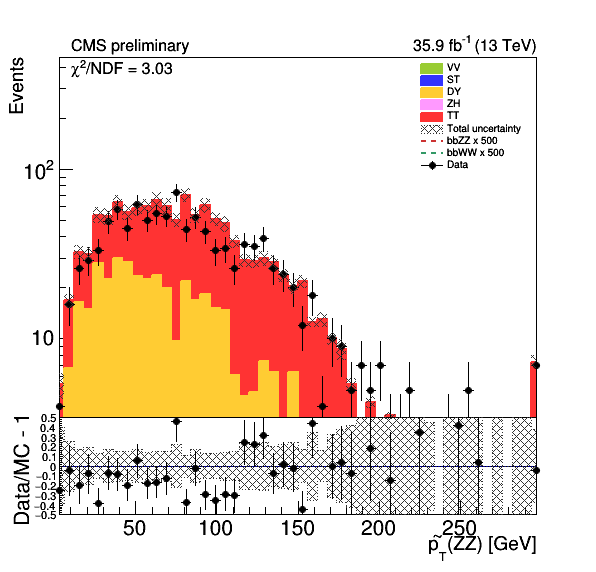 CMS preliminary 35.9 fb⁻¹ (13 TeV)
χ²/NDF = 3.03
Events
VV
ST
DY
ZH
TT
Total uncertainty
bbZZ x 500
bbWW x 500
Data
10²
10
Data/MC - 1
0.5
0.4
0.3
0.2
0.1
0
−0.1
−0.2
−0.3
−0.4
−0.5
50 100 150 200 250
p̃_T(ZZ) [GeV]